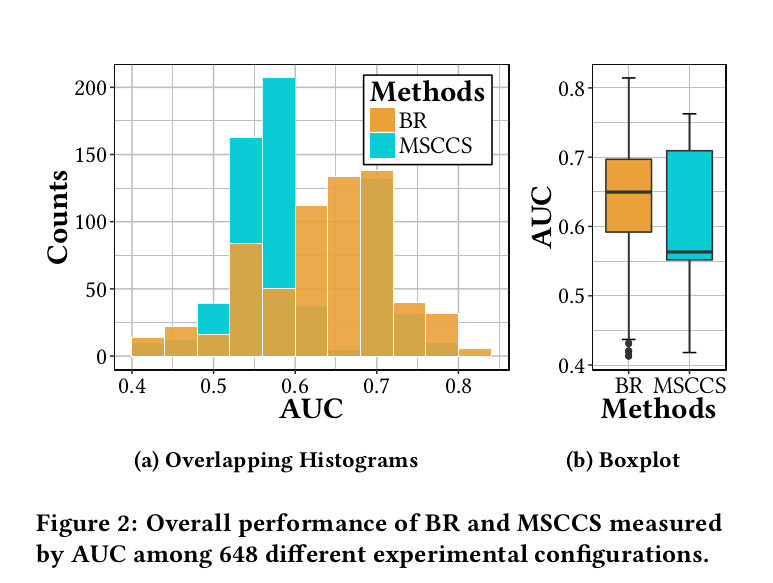 Counts
200
150
100
50
0
0.4 0.5 0.6 0.7 0.8
AUC
Methods
BR
MSCCS
(a) Overlapping Histograms
AUC
0.8
0.7
0.6
0.5
0.4
BR MSCCS
Methods
(b) Boxplot
Figure 2: Overall performance of BR and MSCCS measured
by AUC among 648 different experimental configurations.